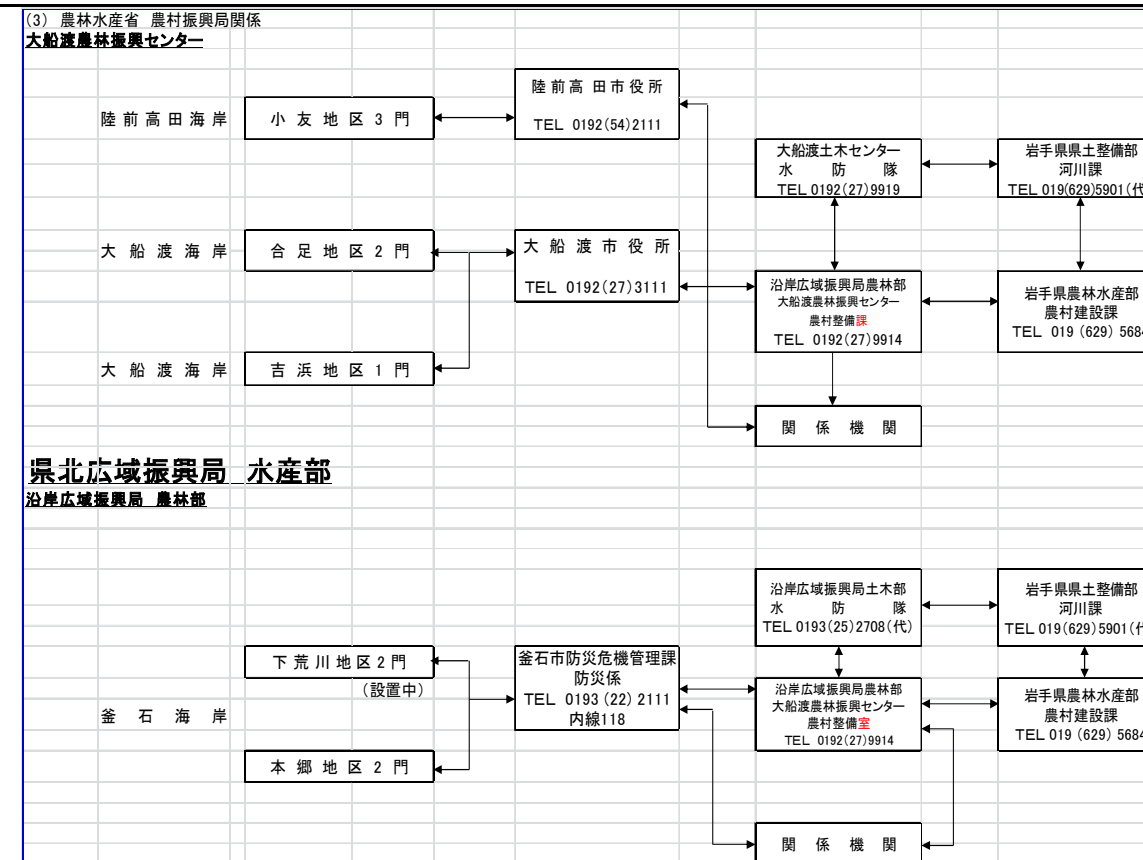 (3) 農林水産省 農村振興局関係
大船渡農林振興センター
陸前高田市役所
TEL 0192(54)2111
陸前高田海岸
小友地区3門
大船渡土木センター
水防隊
TEL 0192(27)9919
岩手県県土整備部
河川課
TEL 019(629)5901(代
大船渡海岸
合足地区2門
大船渡市役所
TEL 0192(27)3111
沿岸広域振興局農林部
大船渡農林振興センター
農村整備課
TEL 0192(27)9914
岩手県農林水産部
農村建設課
TEL 019 (629) 5684
大船渡海岸
吉浜地区1門
関係機関
県北広域振興局 水産部
沿岸広域振興局 農林部
沿岸広域振興局土木部
水防隊
TEL 0193(25)2708(代)
岩手県県土整備部
河川課
TEL 019(629)5901(代
下荒川地区2門
(設置中)
釜石市防災危機管理課
防災係
TEL 0193 (22) 2111
内線118
釜石海岸
沿岸広域振興局農林部
大船渡農林振興センター
農村整備室
TEL 0192(27)9914
岩手県農林水産部
農村建設課
TEL 019 (629) 5684
本郷地区2門
関係機関